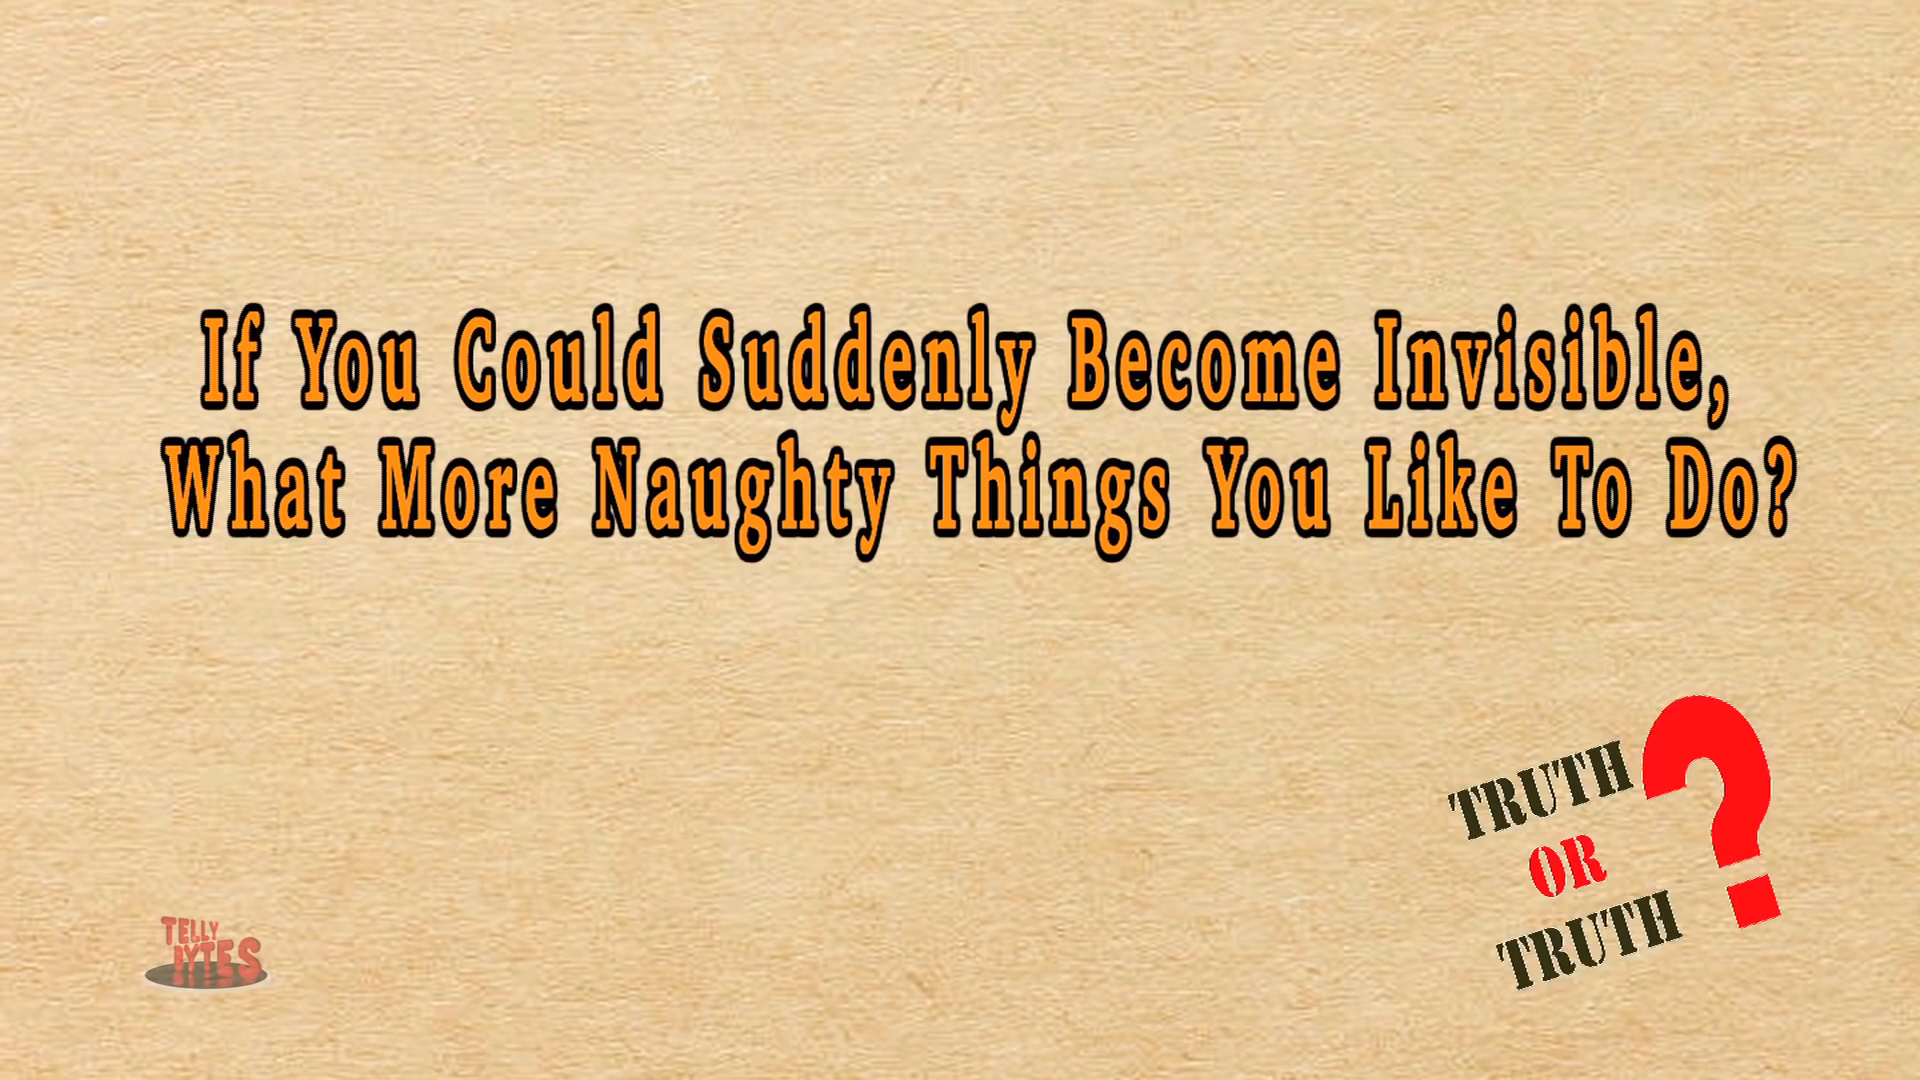 If You Could Suddenly Become Invisible,
What More Naughty Things You Like To Do?
TRUTH
OR
TRUTH
?
TELLY
BYTES